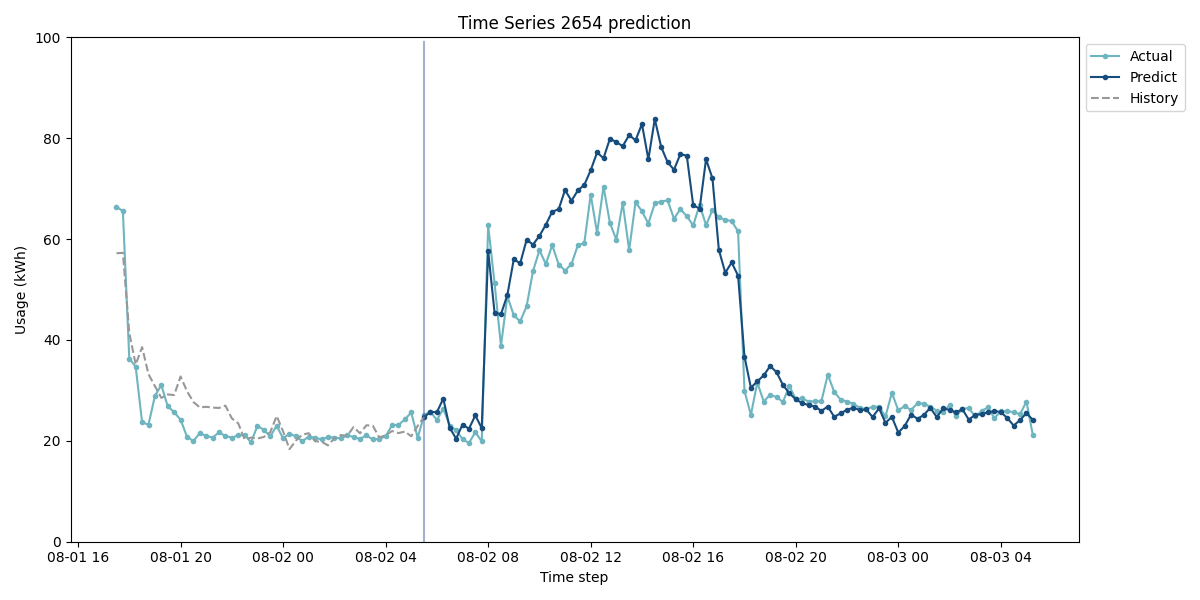 Time Series 2654 prediction
Actual
Predict
History
Usage (kWh)
100
80
60
40
20
0
08-01 16 08-01 20 08-02 00 08-02 04 08-02 08 08-02 12 08-02 16 08-02 20 08-03 00 08-03 04
Time step